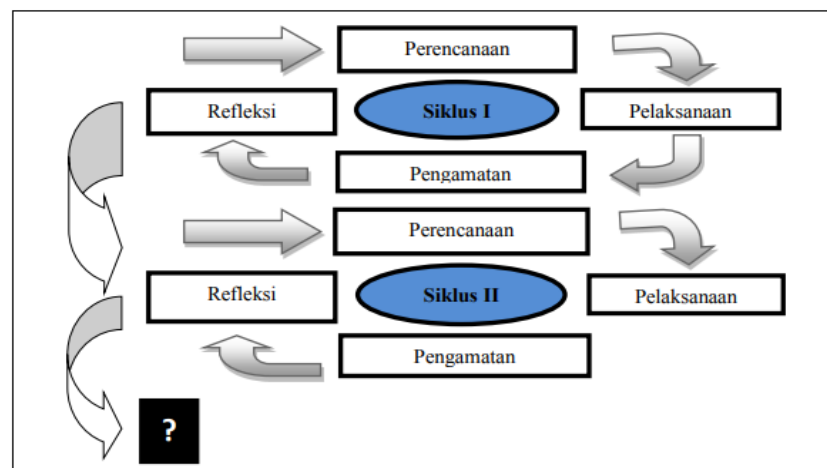 Perencanaan
Refleksi
Siklus I
Pelaksanaan
Pengamatan
Perencanaan
Refleksi
Siklus II
Pelaksanaan
Pengamatan
?